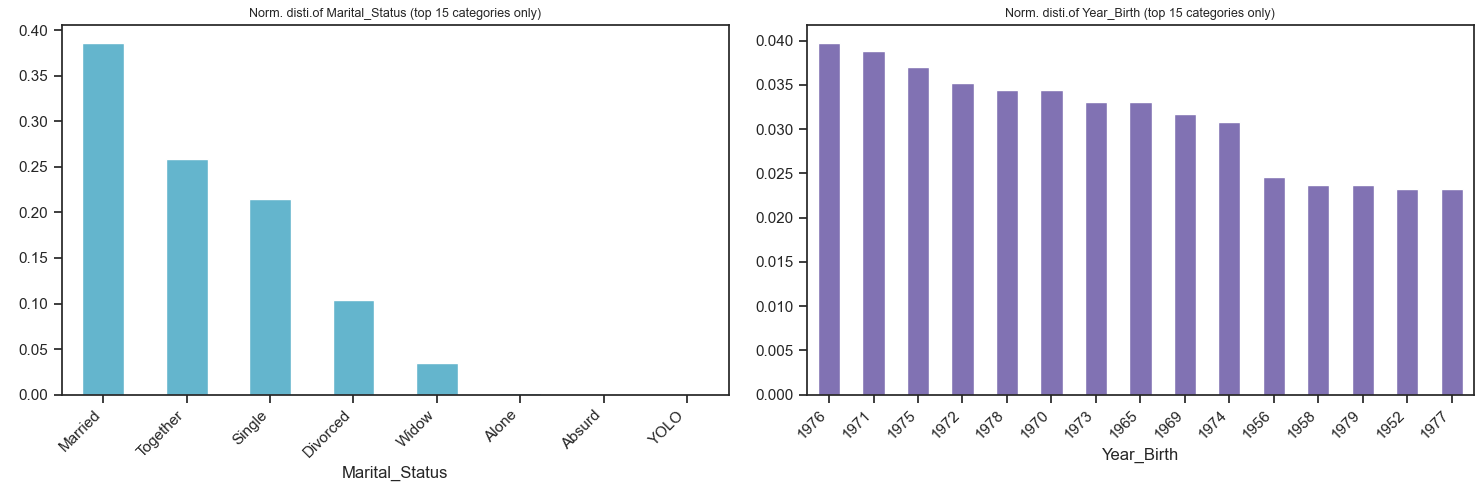 Norm. disti.of Marital_Status (top 15 categories only)
0.40
0.35
0.30
0.25
0.20
0.15
0.10
0.05
0.00
Married
Together
Single
Divorced
Widow
Alone
Absurd
YOLO
Marital_Status
Norm. disti.of Year_Birth (top 15 categories only)
0.040
0.035
0.030
0.025
0.020
0.015
0.010
0.005
0.000
1976
1971
1975
1972
1978
1970
1973
1965
1969
1974
1956
1958
1979
1952
1977
Year_Birth